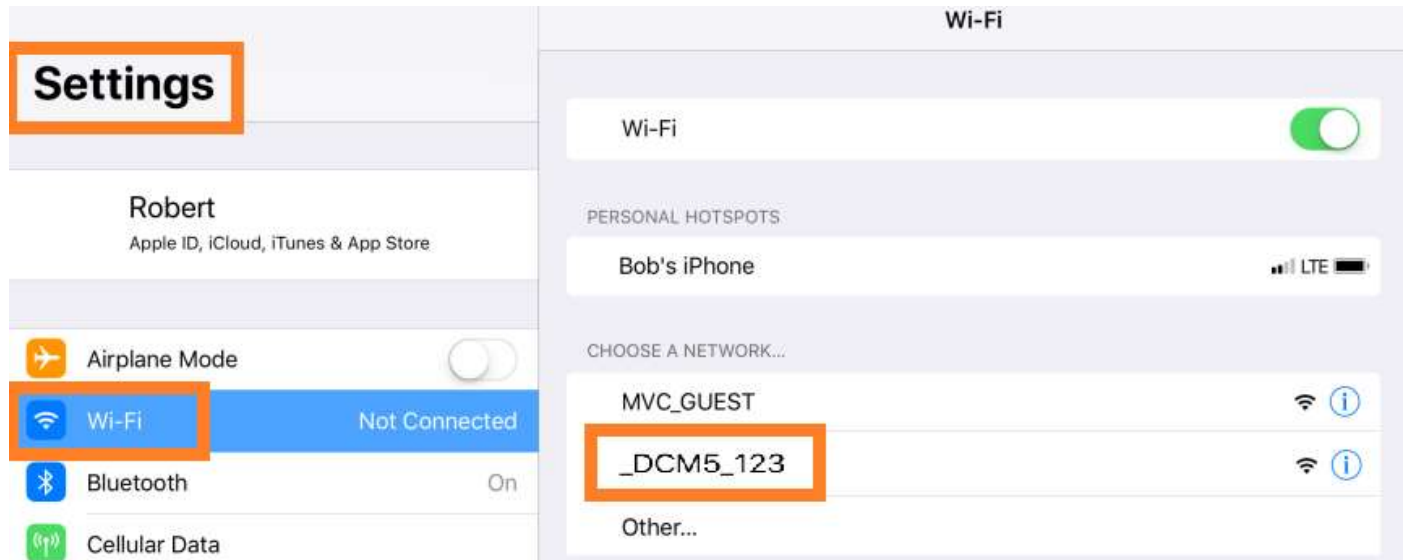 Settings
Robert
Apple ID, iCloud, iTunes & App Store
Airplane Mode
Wi-Fi Not Connected
Bluetooth On
Cellular Data
Wi-Fi
Wi-Fi
PERSONAL HOTSPOTS
Bob's iPhone LTE
CHOOSE A NETWORK...
MVC_GUEST
_DCM5_123
Other...